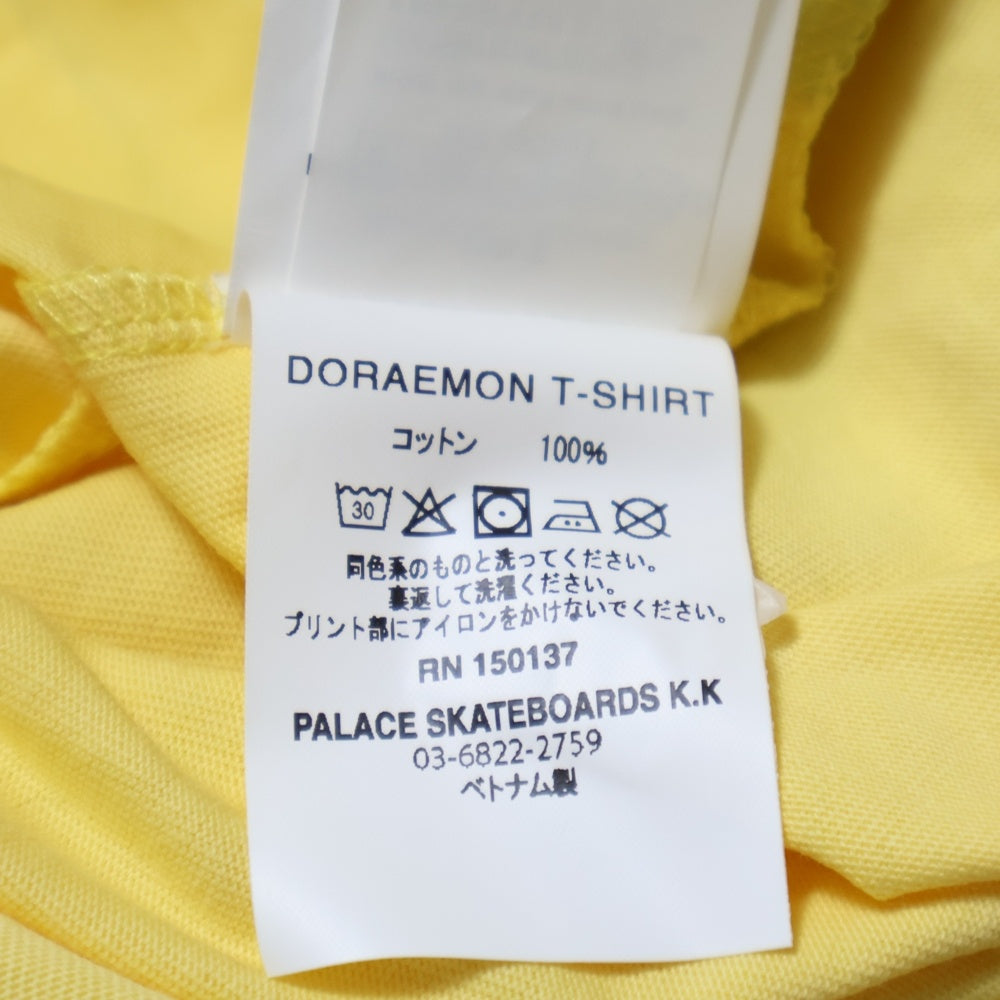 DORAEMON T-SHIRT
コットン 100%
30
同色系のものと洗ってください。
裏返して洗濯ください。
プリント部にアイロンをかけないでください。
RN 150137
PALACE SKATEBOARDS K.K
03-6822-2759
ベトナム製